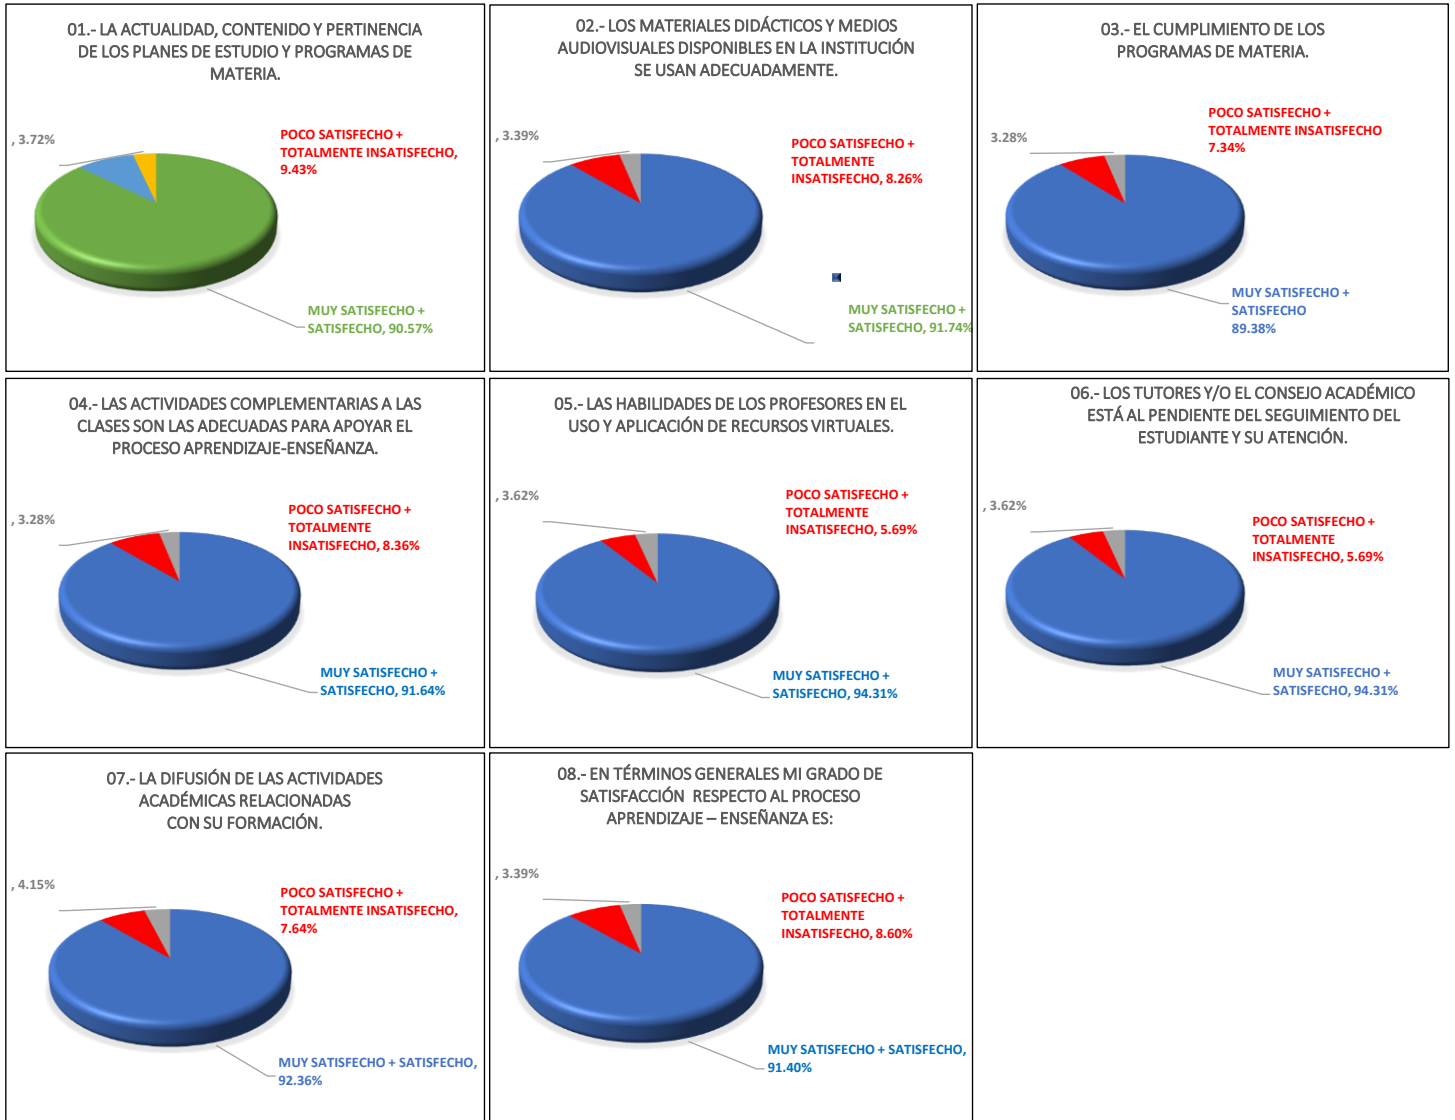 01.- LA ACTUALIDAD, CONTENIDO Y PERTINENCIA
DE LOS PLANES DE ESTUDIO Y PROGRAMAS DE
MATERIA.
, 3.72%
POCO SATISFECHO +
TOTALMENTE INSATISFECHO,
9.43%
MUY SATISFECHO +
SATISFECHO, 90.57%
02.- LOS MATERIALES DIDÁCTICOS Y MEDIOS
AUDIOVISUALES DISPONIBLES EN LA INSTITUCIÓN
SE USAN ADECUADAMENTE.
, 3.39%
POCO SATISFECHO +
TOTALMENTE
INSATISFECHO, 8.26%
MUY SATISFECHO +
SATISFECHO, 91.74%
03.- EL CUMPLIMIENTO DE LOS
PROGRAMAS DE MATERIA.
3.28%
POCO SATISFECHO +
TOTALMENTE INSATISFECHO
7.34%
MUY SATISFECHO +
SATISFECHO
89.38%
04.- LAS ACTIVIDADES COMPLEMENTARIAS A LAS
CLASES SON LAS ADECUADAS PARA APOYAR EL
PROCESO APRENDIZAJE-ENSEÑANZA.
, 3.28%
POCO SATISFECHO +
TOTALMENTE
INSATISFECHO, 8.36%
MUY SATISFECHO +
SATISFECHO, 91.64%
05.- LAS HABILIDADES DE LOS PROFESORES EN EL
USO Y APLICACIÓN DE RECURSOS VIRTUALES.
, 3.62%
POCO SATISFECHO +
TOTALMENTE
INSATISFECHO, 5.69%
MUY SATISFECHO +
SATISFECHO, 94.31%
06.- LOS TUTORES Y/O EL CONSEJO ACADÉMICO
ESTÁ AL PENDIENTE DEL SEGUIMIENTO DEL
ESTUDIANTE Y SU ATENCIÓN.
, 3.62%
POCO SATISFECHO +
TOTALMENTE
INSATISFECHO, 5.69%
MUY SATISFECHO +
SATISFECHO, 94.31%
07.- LA DIFUSIÓN DE LAS ACTIVIDADES
ACADÉMICAS RELACIONADAS
CON SU FORMACIÓN.
, 4.15%
POCO SATISFECHO +
TOTALMENTE INSATISFECHO,
7.64%
MUY SATISFECHO + SATISFECHO,
92.36%
08.- EN TÉRMINOS GENERALES MI GRADO DE
SATISFACCIÓN RESPECTO AL PROCESO
APRENDIZAJE – ENSEÑANZA ES:
, 3.39%
POCO SATISFECHO +
TOTALMENTE
INSATISFECHO, 8.60%
MUY SATISFECHO + SATISFECHO,
91.40%